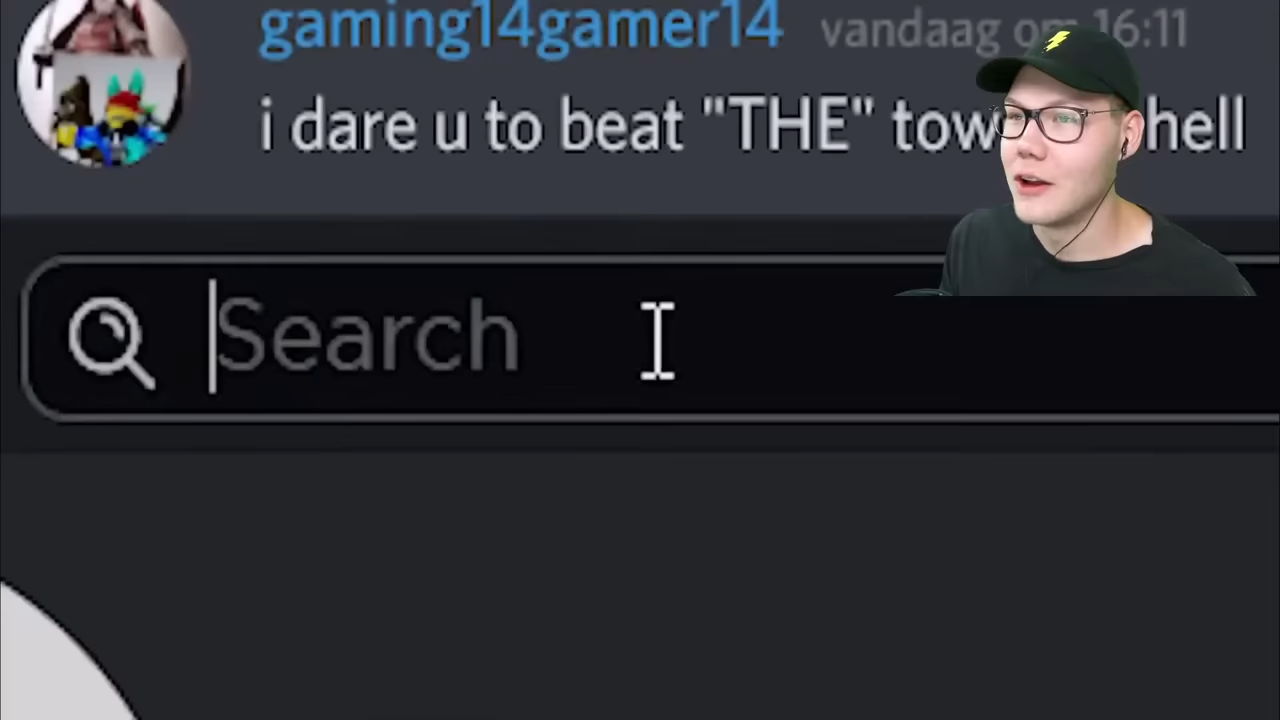 gaming14gamer14 vandaag 16:11
i dare u to beat "THE" hell
Search